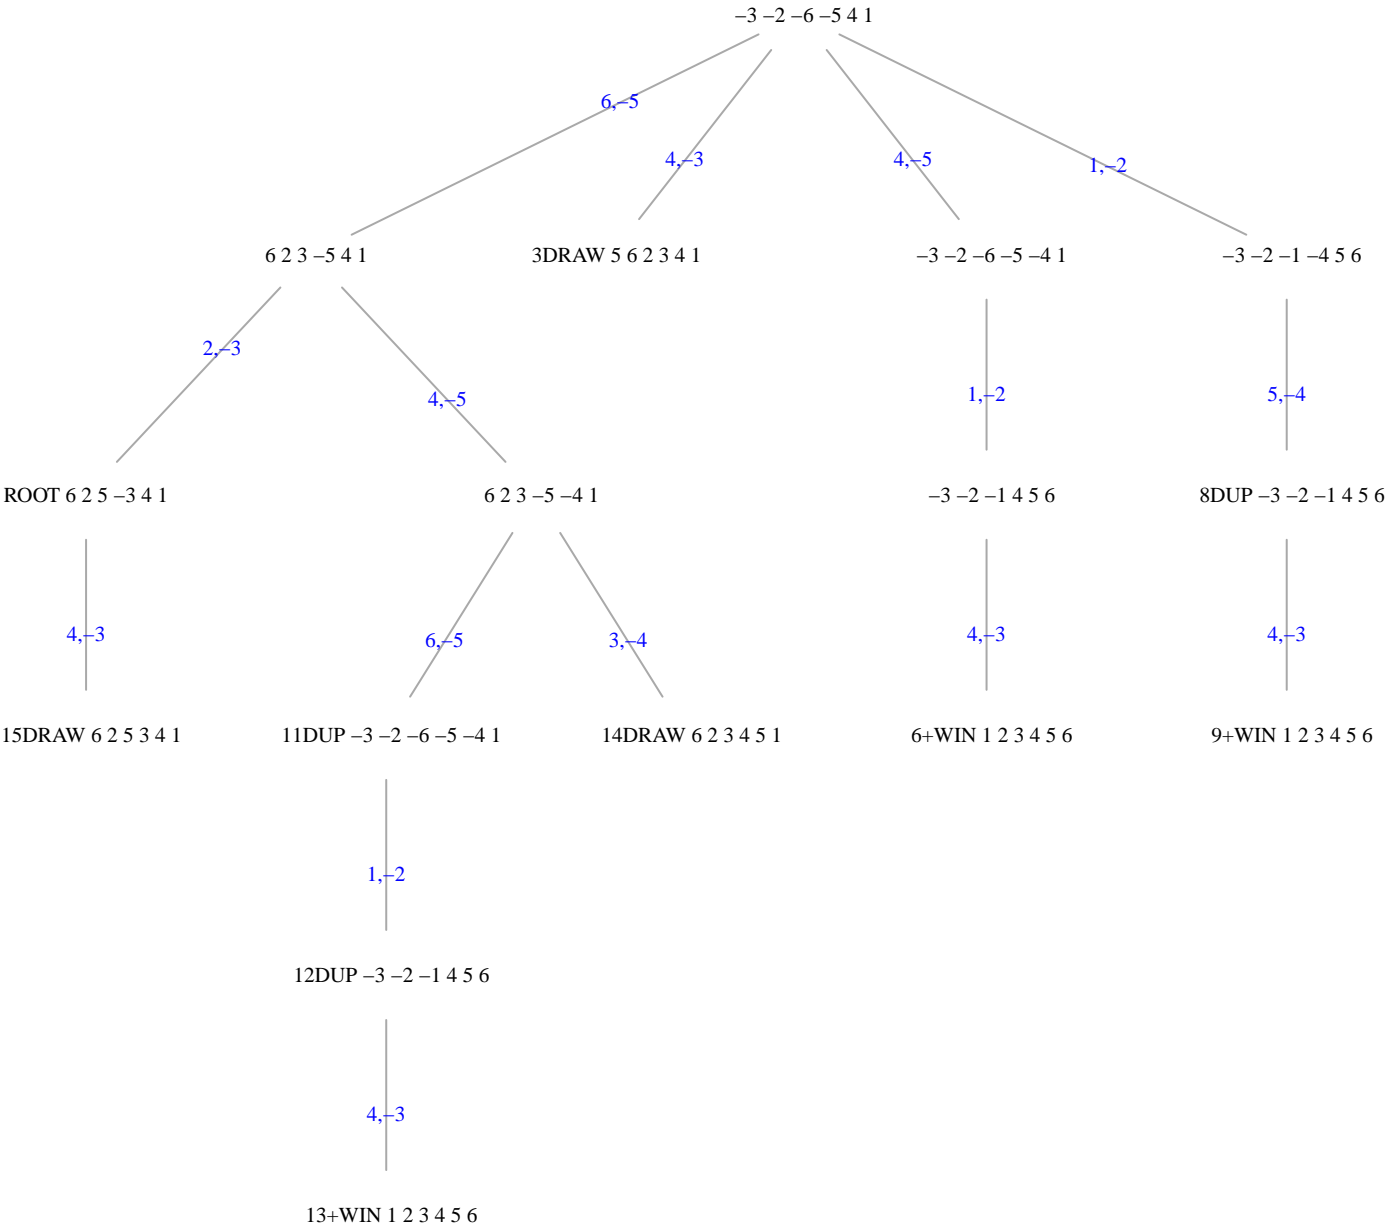 –3 –2 –6 –5 4 1
6,–5
4,–3
4,–5
1,–2
6 2 3 –5 4 1
3DRAW 5 6 2 3 4 1
–3 –2 –6 –5 –4 1
–3 –2 –1 –4 5 6
2,–3
4,–5
1,–2
5,–4
ROOT 6 2 5 –3 4 1
6 2 3 –5 –4 1
–3 –2 –1 4 5 6
8DUP –3 –2 –1 4 5 6
4,–3
6,–5
3,–4
4,–3
4,–3
15DRAW 6 2 5 3 4 1
11DUP –3 –2 –6 –5 –4 1
14DRAW 6 2 3 4 5 1
6+WIN 1 2 3 4 5 6
9+WIN 1 2 3 4 5 6
1,–2
12DUP –3 –2 –1 4 5 6
4,–3
13+WIN 1 2 3 4 5 6